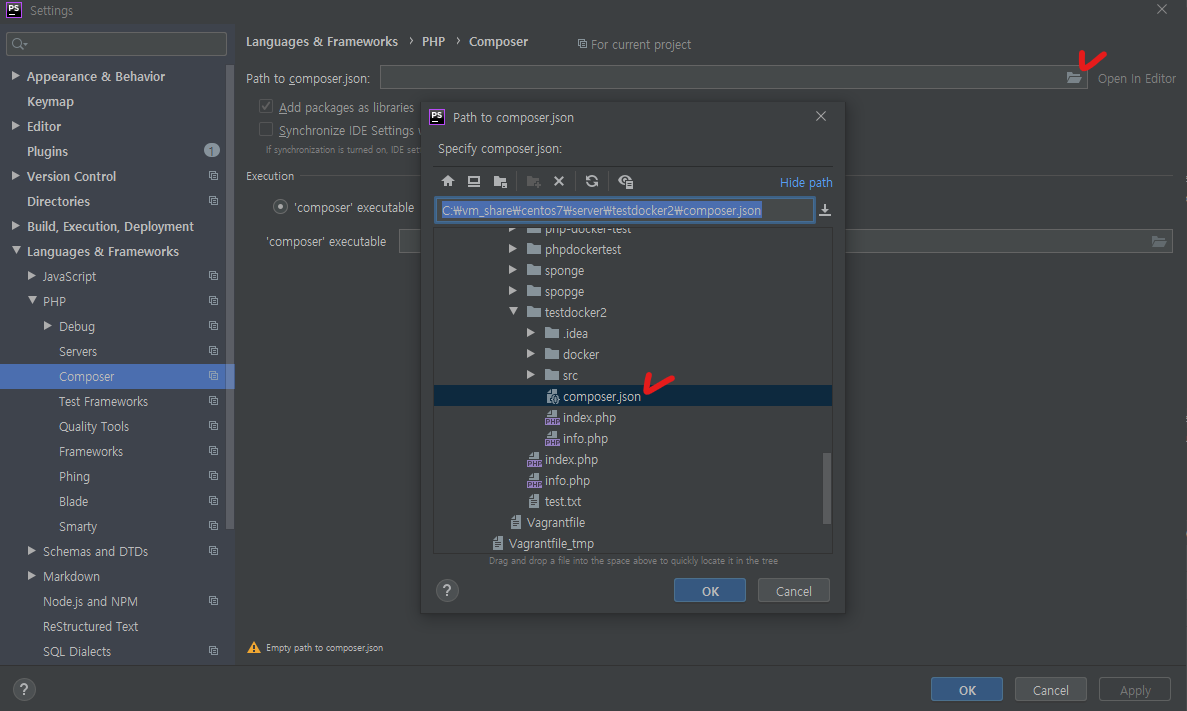 PS Settings
Languages & Frameworks › PHP › Composer For current project
Appearance & Behavior
Keymap
Editor
Plugins 1
Version Control
Directories
Build, Execution, Deployment
Languages & Frameworks
JavaScript
PHP
Debug
Servers
Composer
Test Frameworks
Quality Tools
Frameworks
Phing
Blade
Smarty
Schemas and DTDs
Markdown
Node.js and NPM
ReStructured Text
SQL Dialects
Path to composer.json: Open In Editor
Add packages as libraries
Synchronize IDE Settings
If synchronization is turned on, IDE set
Execution
'composer' executable
'composer' executable
PS Path to composer.json
Specify composer.json:
Hide path
C:₩vm_share₩centos7₩server₩testdocker2₩composer.json
php-docker-test
phpdockertest
sponge
spopge
testdocker2
.idea
docker
src
composer.json
PHP index.php
PHP info.php
PHP index.php
PHP info.php
test.txt
Vagrantfile
Vagrantfile_tmp
Drag and drop a file into the space above to quickly locate it in the tree
? OK Cancel
Empty path to composer.json
? OK Cancel Apply